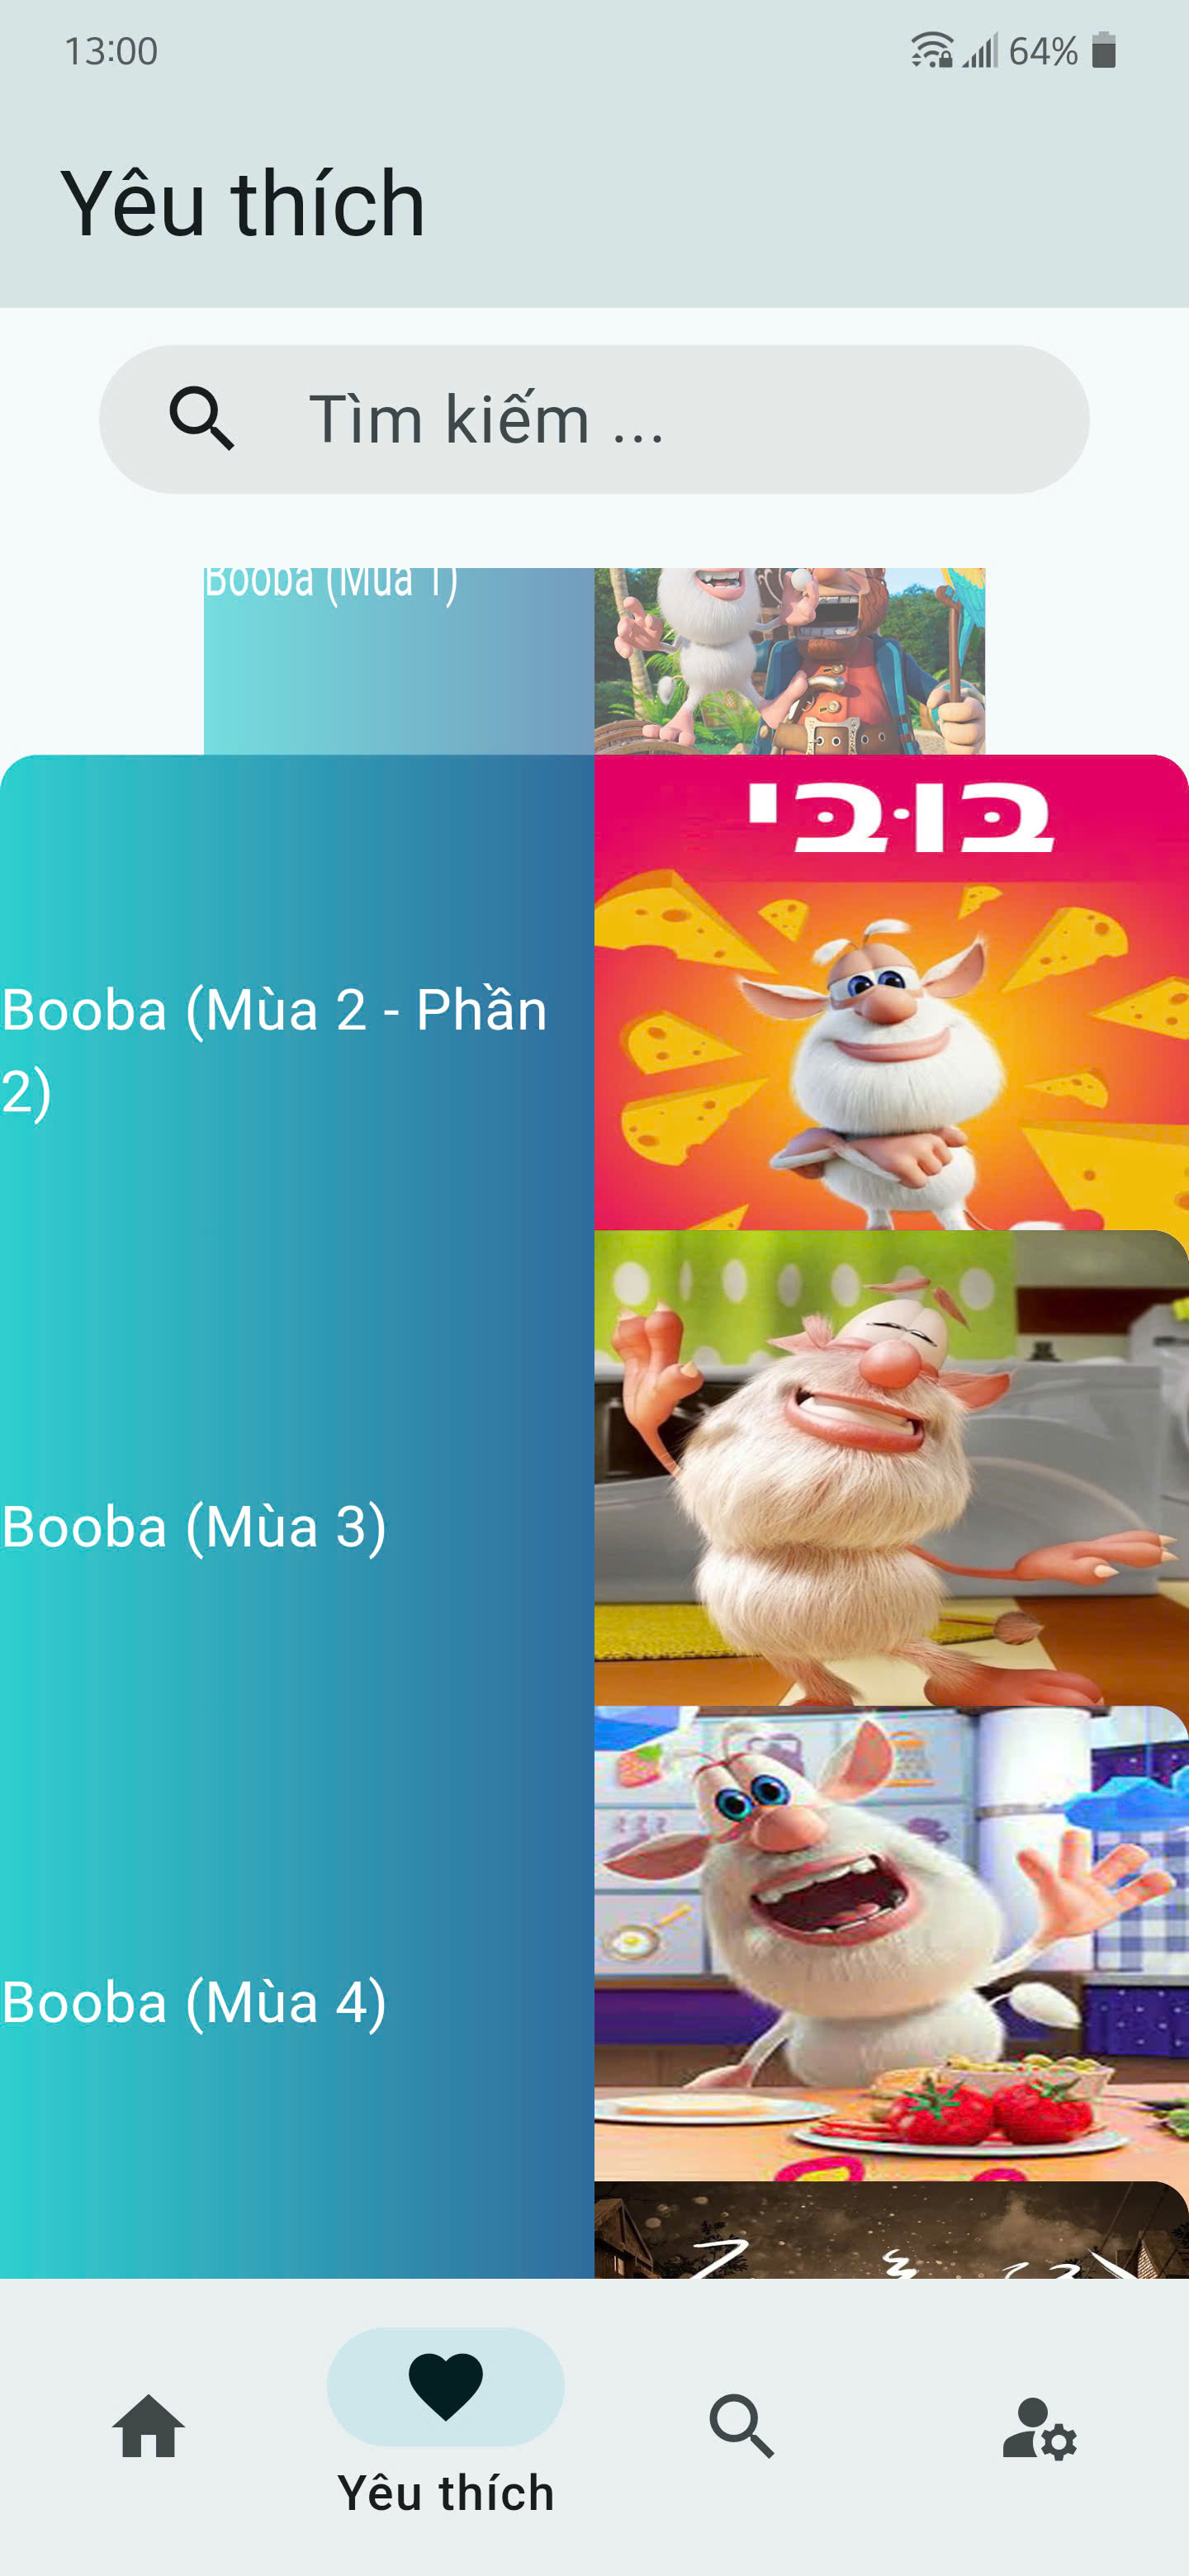 13:00
64%
Yêu thích
Tìm kiếm ...
Booba (Mùa 1)
בובי
Booba (Mùa 2 - Phần
2)
Booba (Mùa 3)
Booba (Mùa 4)
Yêu thích